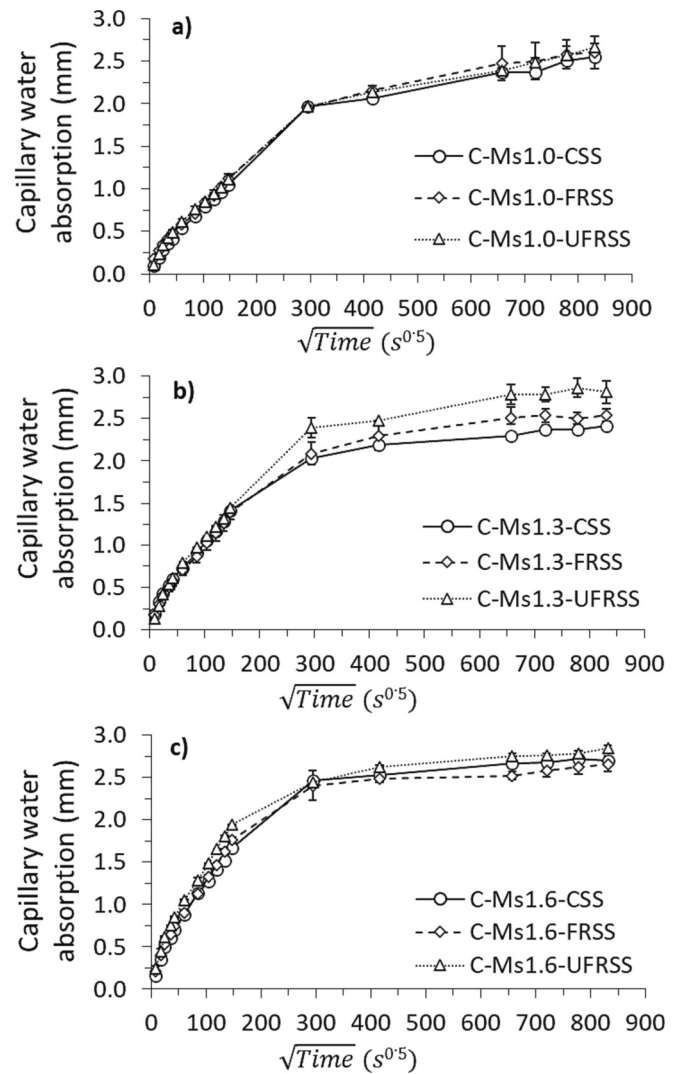 a)
Capillary water
absorption (mm)
3.0
2.5
2.0
1.5
1.0
0.5
0.0
C-Ms1.0-CSS
C-Ms1.0-FRSS
C-Ms1.0-UFRSS
0 100 200 300 400 500 600 700 800 900
√Time (s^0·5)
b)
Capillary water
absorption (mm)
3.0
2.5
2.0
1.5
1.0
0.5
0.0
C-Ms1.3-CSS
C-Ms1.3-FRSS
C-Ms1.3-UFRSS
0 100 200 300 400 500 600 700 800 900
√Time (s^0·5)
c)
Capillary water
absorption (mm)
3.0
2.5
2.0
1.5
1.0
0.5
0.0
C-Ms1.6-CSS
C-Ms1.6-FRSS
C-Ms1.6-UFRSS
0 100 200 300 400 500 600 700 800 900
√Time (s^0·5)